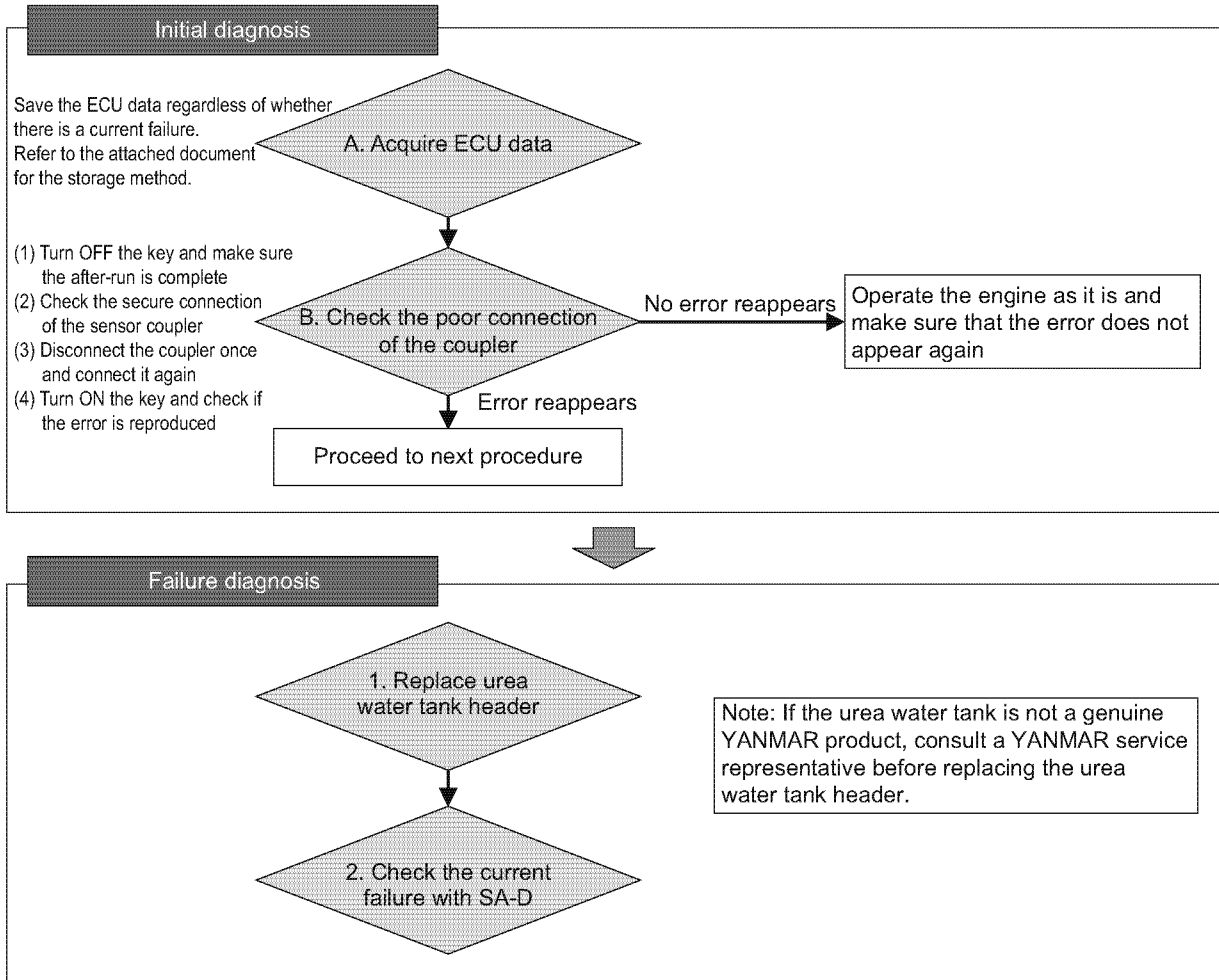 Initial diagnosis
Save the ECU data regardless of whether
there is a current failure.
Refer to the attached document
for the storage method.
A. Acquire ECU data
(1) Turn OFF the key and make sure
the after-run is complete
(2) Check the secure connection
of the sensor coupler
(3) Disconnect the coupler once
and connect it again
(4) Turn ON the key and check if
the error is reproduced
B. Check the poor connection
of the coupler
No error reappears
Operate the engine as it is and
make sure that the error does not
appear again
Error reappears
Proceed to next procedure
Failure diagnosis
1. Replace urea
water tank header
Note: If the urea water tank is not a genuine
YANMAR product, consult a YANMAR service
representative before replacing the urea
water tank header.
2. Check the current
failure with SA-D